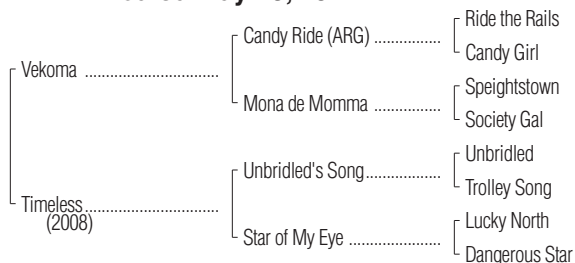 Ride the Rails
Candy Ride (ARG) ................
Candy Girl
Vekoma ..............................
Speightstown
Mona de Momma ................
Society Gal
Unbridled
Unbridled's Song..................
Trolley Song
Timeless..............................
(2008)
Lucky North
Star of My Eye .....................
Dangerous Star